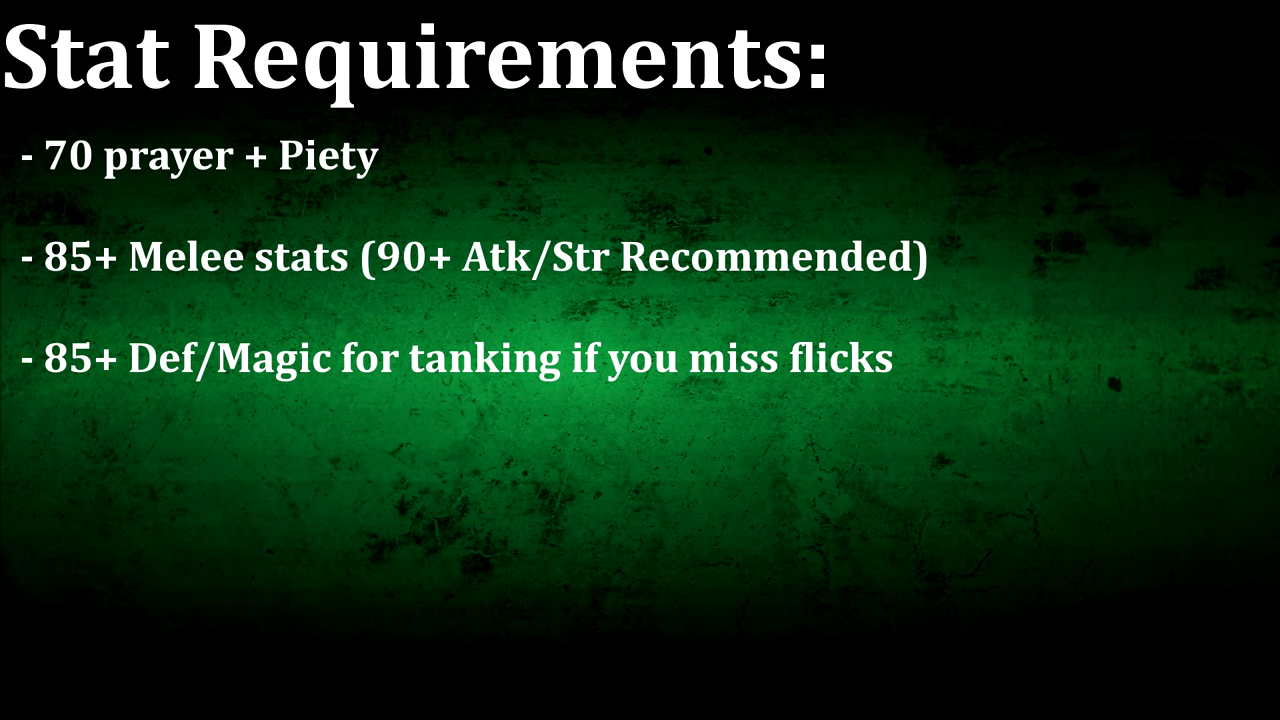 Stat Requirements:
- 70 prayer + Piety
- 85+ Melee stats (90+ Atk/Str Recommended)
- 85+ Def/Magic for tanking if you miss flicks